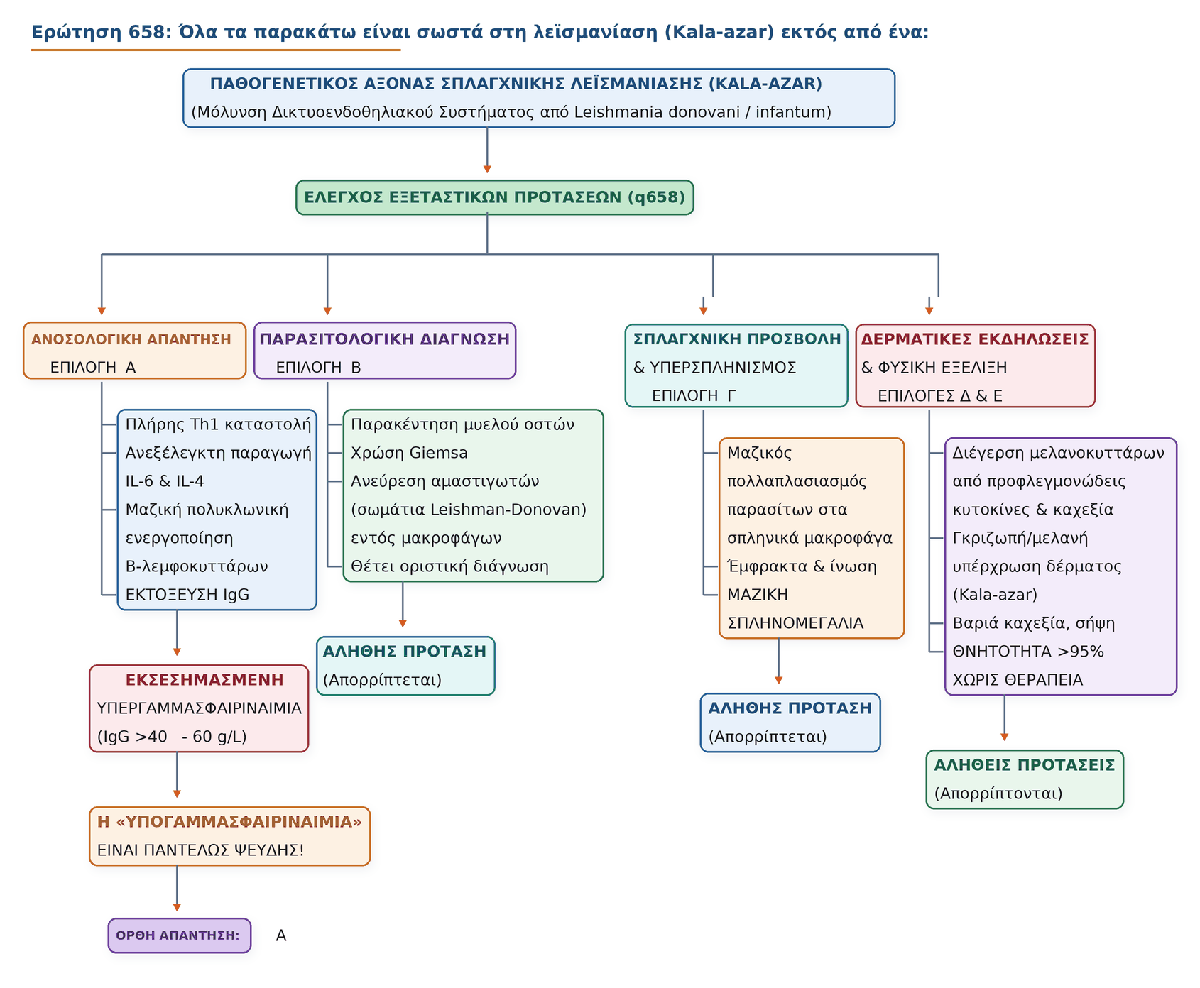 Ερώτηση 658: Όλα τα παρακάτω είναι σωστά στη λεϊσμανίαση (Kala-azar) εκτός από ένα:
ΠΑΘΟΓΕΝΕΤΙΚΟΣ ΑΞΟΝΑΣ ΣΠΛΑΓΧΝΙΚΗΣ ΛΕΪΣΜΑΝΙΑΣΗΣ (KALA-AZAR)
(Μόλυνση Δικτυοενδοθηλιακού Συστήματος από Leishmania donovani / infantum)
ΕΛΕΓΧΟΣ ΕΞΕΤΑΣΤΙΚΩΝ ΠΡΟΤΑΣΕΩΝ (q658)
ΑΝΟΣΟΛΟΓΙΚΗ ΑΠΑΝΤΗΣΗ
ΕΠΙΛΟΓΗ Α
Πλήρης Th1 καταστολή
Ανεξέλεγκτη παραγωγή
IL-6 & IL-4
Μαζική πολυκλωνική
ενεργοποίηση
Β-λεμφοκυττάρων
ΕΚΤΟΞΕΥΣΗ IgG
ΕΚΣΕΣΗΜΑΣΜΕΝΗ
ΥΠΕΡΓΑΜΜΑΣΦΑΙΡΙΝΑΙΜΙΑ
(IgG >40 - 60 g/L)
Η «ΥΠΟΓΑΜΜΑΣΦΑΙΡΙΝΑΙΜΙΑ»
ΕΙΝΑΙ ΠΑΝΤΕΛΩΣ ΨΕΥΔΗΣ!
ΟΡΘΗ ΑΠΑΝΤΗΣΗ: Α
ΠΑΡΑΣΙΤΟΛΟΓΙΚΗ ΔΙΑΓΝΩΣΗ
ΕΠΙΛΟΓΗ Β
Παρακέντηση μυελού οστών
Χρώση Giemsa
Ανεύρεση αμαστιγωτών
(σωμάτια Leishman-Donovan)
εντός μακροφάγων
Θέτει οριστική διάγνωση
ΑΛΗΘΗΣ ΠΡΟΤΑΣΗ
(Απορρίπτεται)
ΣΠΛΑΓΧΝΙΚΗ ΠΡΟΣΒΟΛΗ
& ΥΠΕΡΣΠΛΗΝΙΣΜΟΣ
ΕΠΙΛΟΓΗ Γ
Μαζικός
πολλαπλασιασμός
παρασίτων στα
σπληνικά μακροφάγα
Έμφρακτα & ίνωση
ΜΑΖΙΚΗ
ΣΠΛΗΝΟΜΕΓΑΛΙΑ
ΑΛΗΘΗΣ ΠΡΟΤΑΣΗ
(Απορρίπτεται)
ΔΕΡΜΑΤΙΚΕΣ ΕΚΔΗΛΩΣΕΙΣ
& ΦΥΣΙΚΗ ΕΞΕΛΙΞΗ
ΕΠΙΛΟΓΕΣ Δ & Ε
Διέγερση μελανοκυττάρων
από προφλεγμονώδεις
κυτοκίνες & καχεξία
Γκριζωπή/μελανή
υπέρχρωση δέρματος
(Kala-azar)
Βαριά καχεξία, σήψη
ΘΝΗΤΟΤΗΤΑ >95%
ΧΩΡΙΣ ΘΕΡΑΠΕΙΑ
ΑΛΗΘΕΙΣ ΠΡΟΤΑΣΕΙΣ
(Απορρίπτονται)